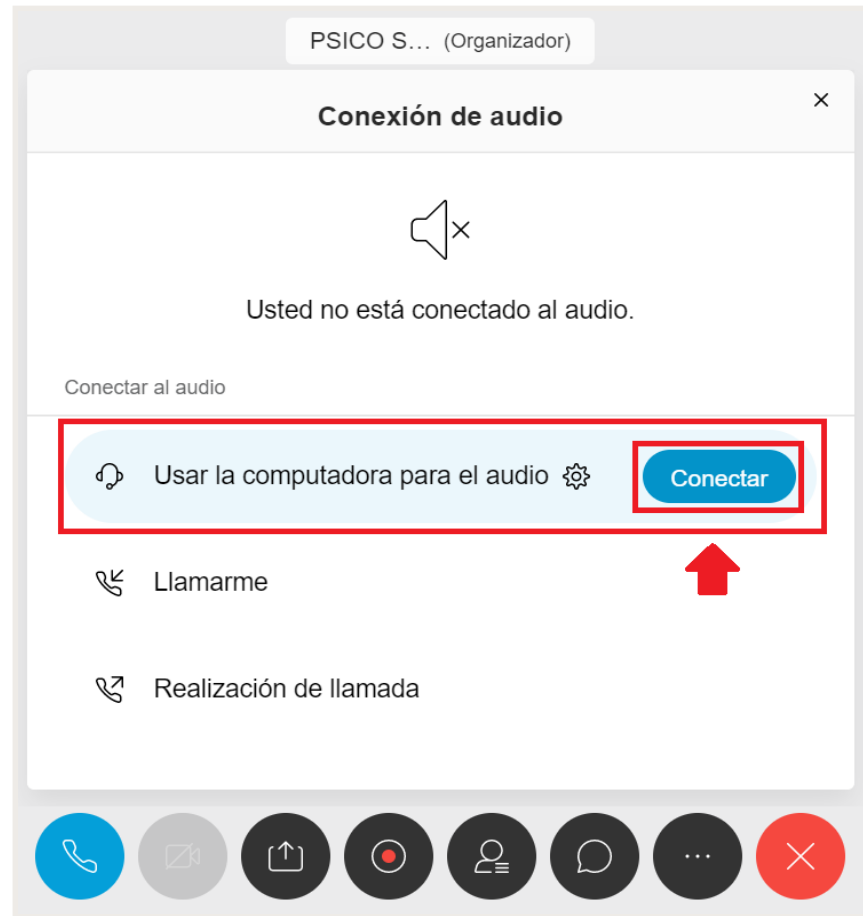 PSICO S... (Organizador)
Conexión de audio
Usted no está conectado al audio.
Conectar al audio
Usar la computadora para el audio
Conectar
Llamarme
Realización de llamada